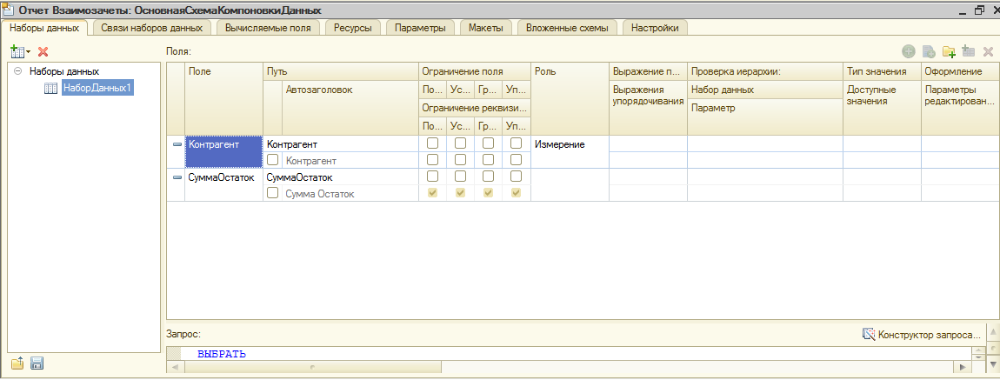 Отчет Взаимозачеты: ОсновнаяСхемаКомпоновкиДанных
Наборы данных Связи наборов данных Вычисляемые поля Ресурсы Параметры Макеты Вложенные схемы Настройки
Поля:
Наборы данных
НаборДанных1
Поле Путь Ограничение поля Роль Выражение п... Проверка иерархии: Тип значения Оформление
Автозаголовок По... Ус... Гр... Уп... Выражения упорядочивания Набор данных Доступные значения Параметры редактирован...
Ограничение реквизи... Параметр
По... Ус... Гр... Уп...
Контрагент Контрагент Измерение
Контрагент
СуммаОстаток СуммаОстаток
Сумма Остаток
Запрос: Конструктор запроса...
ВЫБРАТЬ